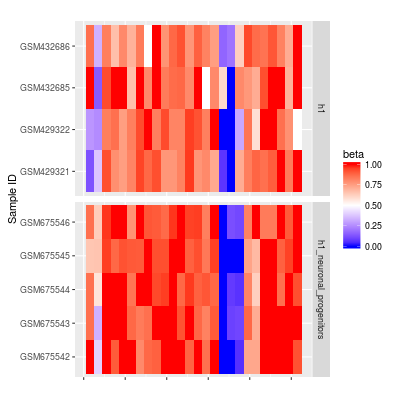 GSM432686
GSM432685
GSM429322
GSM429321
h1
GSM675546
GSM675545
GSM675544
GSM675543
GSM675542
h1_neuronal_progenitors
Sample ID
beta
1.00
0.75
0.50
0.25
0.00